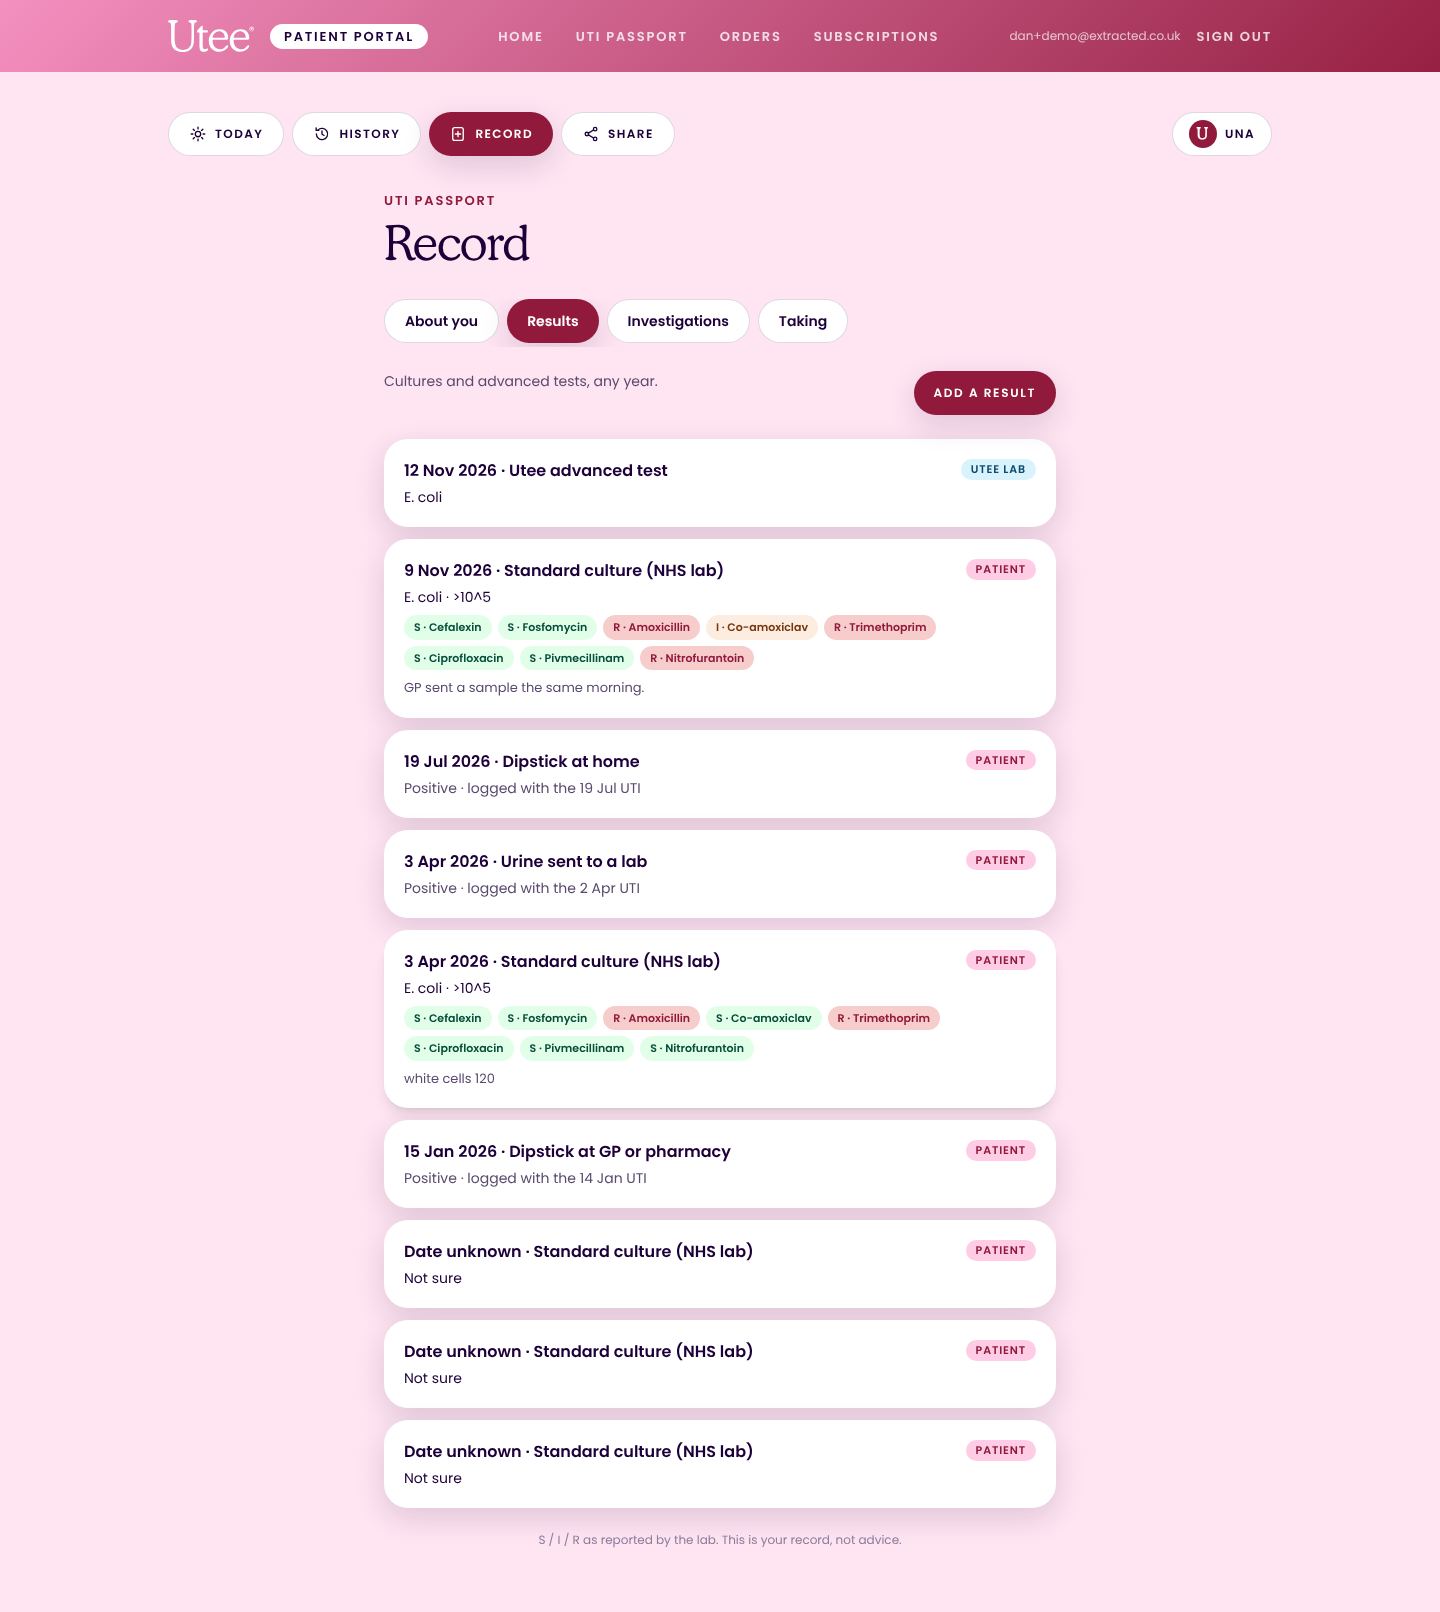 Utee® PATIENT PORTAL HOME UTI PASSPORT ORDERS SUBSCRIPTIONS dan+demo@extracted.co.uk SIGN OUT
TODAY HISTORY RECORD SHARE U UNA
UTI PASSPORT
Record
About you Results Investigations Taking
Cultures and advanced tests, any year.
ADD A RESULT
12 Nov 2026 · Utee advanced test UTEE LAB
E. coli
9 Nov 2026 · Standard culture (NHS lab) PATIENT
E. coli · >10^5
S · Cefalexin S · Fosfomycin R · Amoxicillin I · Co-amoxiclav R · Trimethoprim
S · Ciprofloxacin S · Pivmecillinam R · Nitrofurantoin
GP sent a sample the same morning.
19 Jul 2026 · Dipstick at home PATIENT
Positive · logged with the 19 Jul UTI
3 Apr 2026 · Urine sent to a lab PATIENT
Positive · logged with the 2 Apr UTI
3 Apr 2026 · Standard culture (NHS lab) PATIENT
E. coli · >10^5
S · Cefalexin S · Fosfomycin R · Amoxicillin S · Co-amoxiclav R · Trimethoprim
S · Ciprofloxacin S · Pivmecillinam S · Nitrofurantoin
white cells 120
15 Jan 2026 · Dipstick at GP or pharmacy PATIENT
Positive · logged with the 14 Jan UTI
Date unknown · Standard culture (NHS lab) PATIENT
Not sure
Date unknown · Standard culture (NHS lab) PATIENT
Not sure
Date unknown · Standard culture (NHS lab) PATIENT
Not sure
S / I / R as reported by the lab. This is your record, not advice.